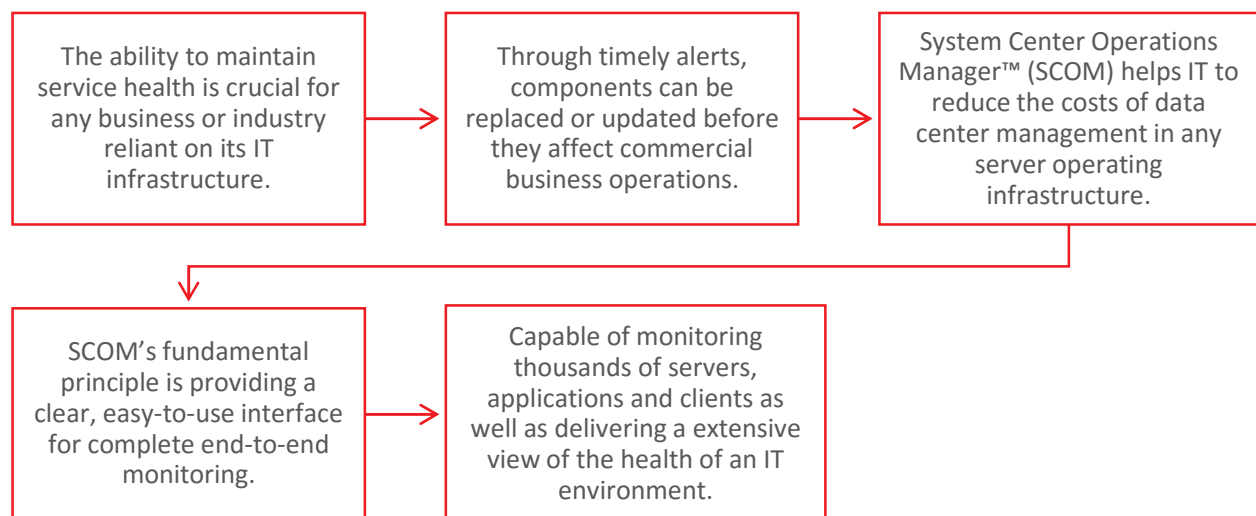 The ability to maintain
service health is crucial for
any business or industry
reliant on its IT
infrastructure.
Through timely alerts,
components can be
replaced or updated before
they affect commercial
business operations.
System Center Operations
Manager™ (SCOM) helps IT to
reduce the costs of data
center management in any
server operating
infrastructure.
SCOM’s fundamental
principle is providing a
clear, easy-to-use interface
for complete end-to-end
monitoring.
Capable of monitoring
thousands of servers,
applications and clients as
well as delivering a extensive
view of the health of an IT
environment.